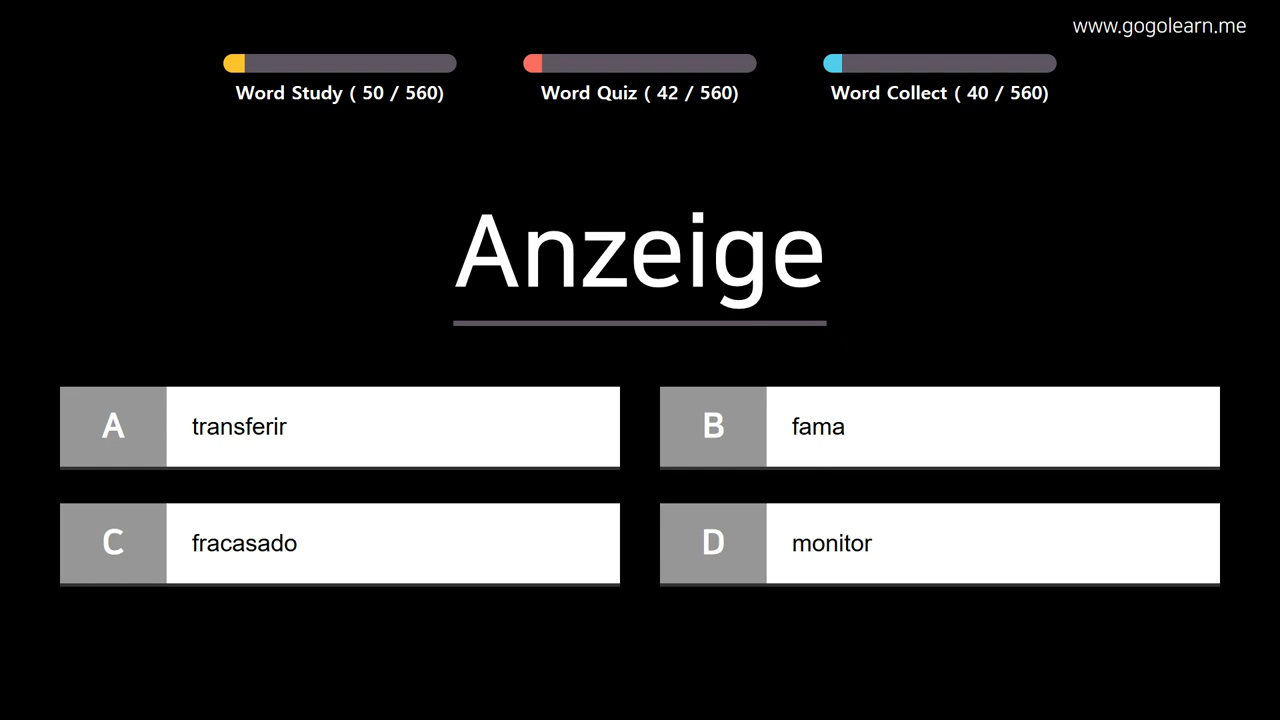 www.gogolearn.me
Word Study ( 50 / 560)
Word Quiz ( 42 / 560)
Word Collect ( 40 / 560)
Anzeige
A transferir
B fama
C fracasado
D monitor